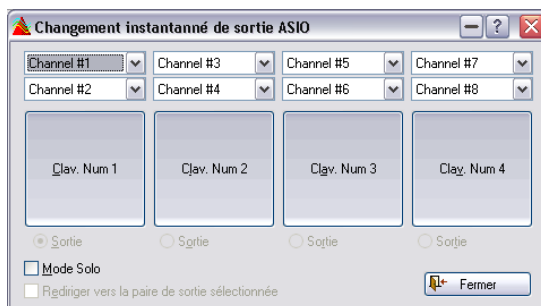 Changement instantanné de sortie ASIO
Channel #1 Channel #3 Channel #5 Channel #7
Channel #2 Channel #4 Channel #6 Channel #8
Clav. Num 1 Clav. Num 2 Clav. Num 3 Clav. Num 4
Sortie Sortie Sortie Sortie
Mode Solo
Rediriger vers la paire de sortie sélectionnée
Fermer